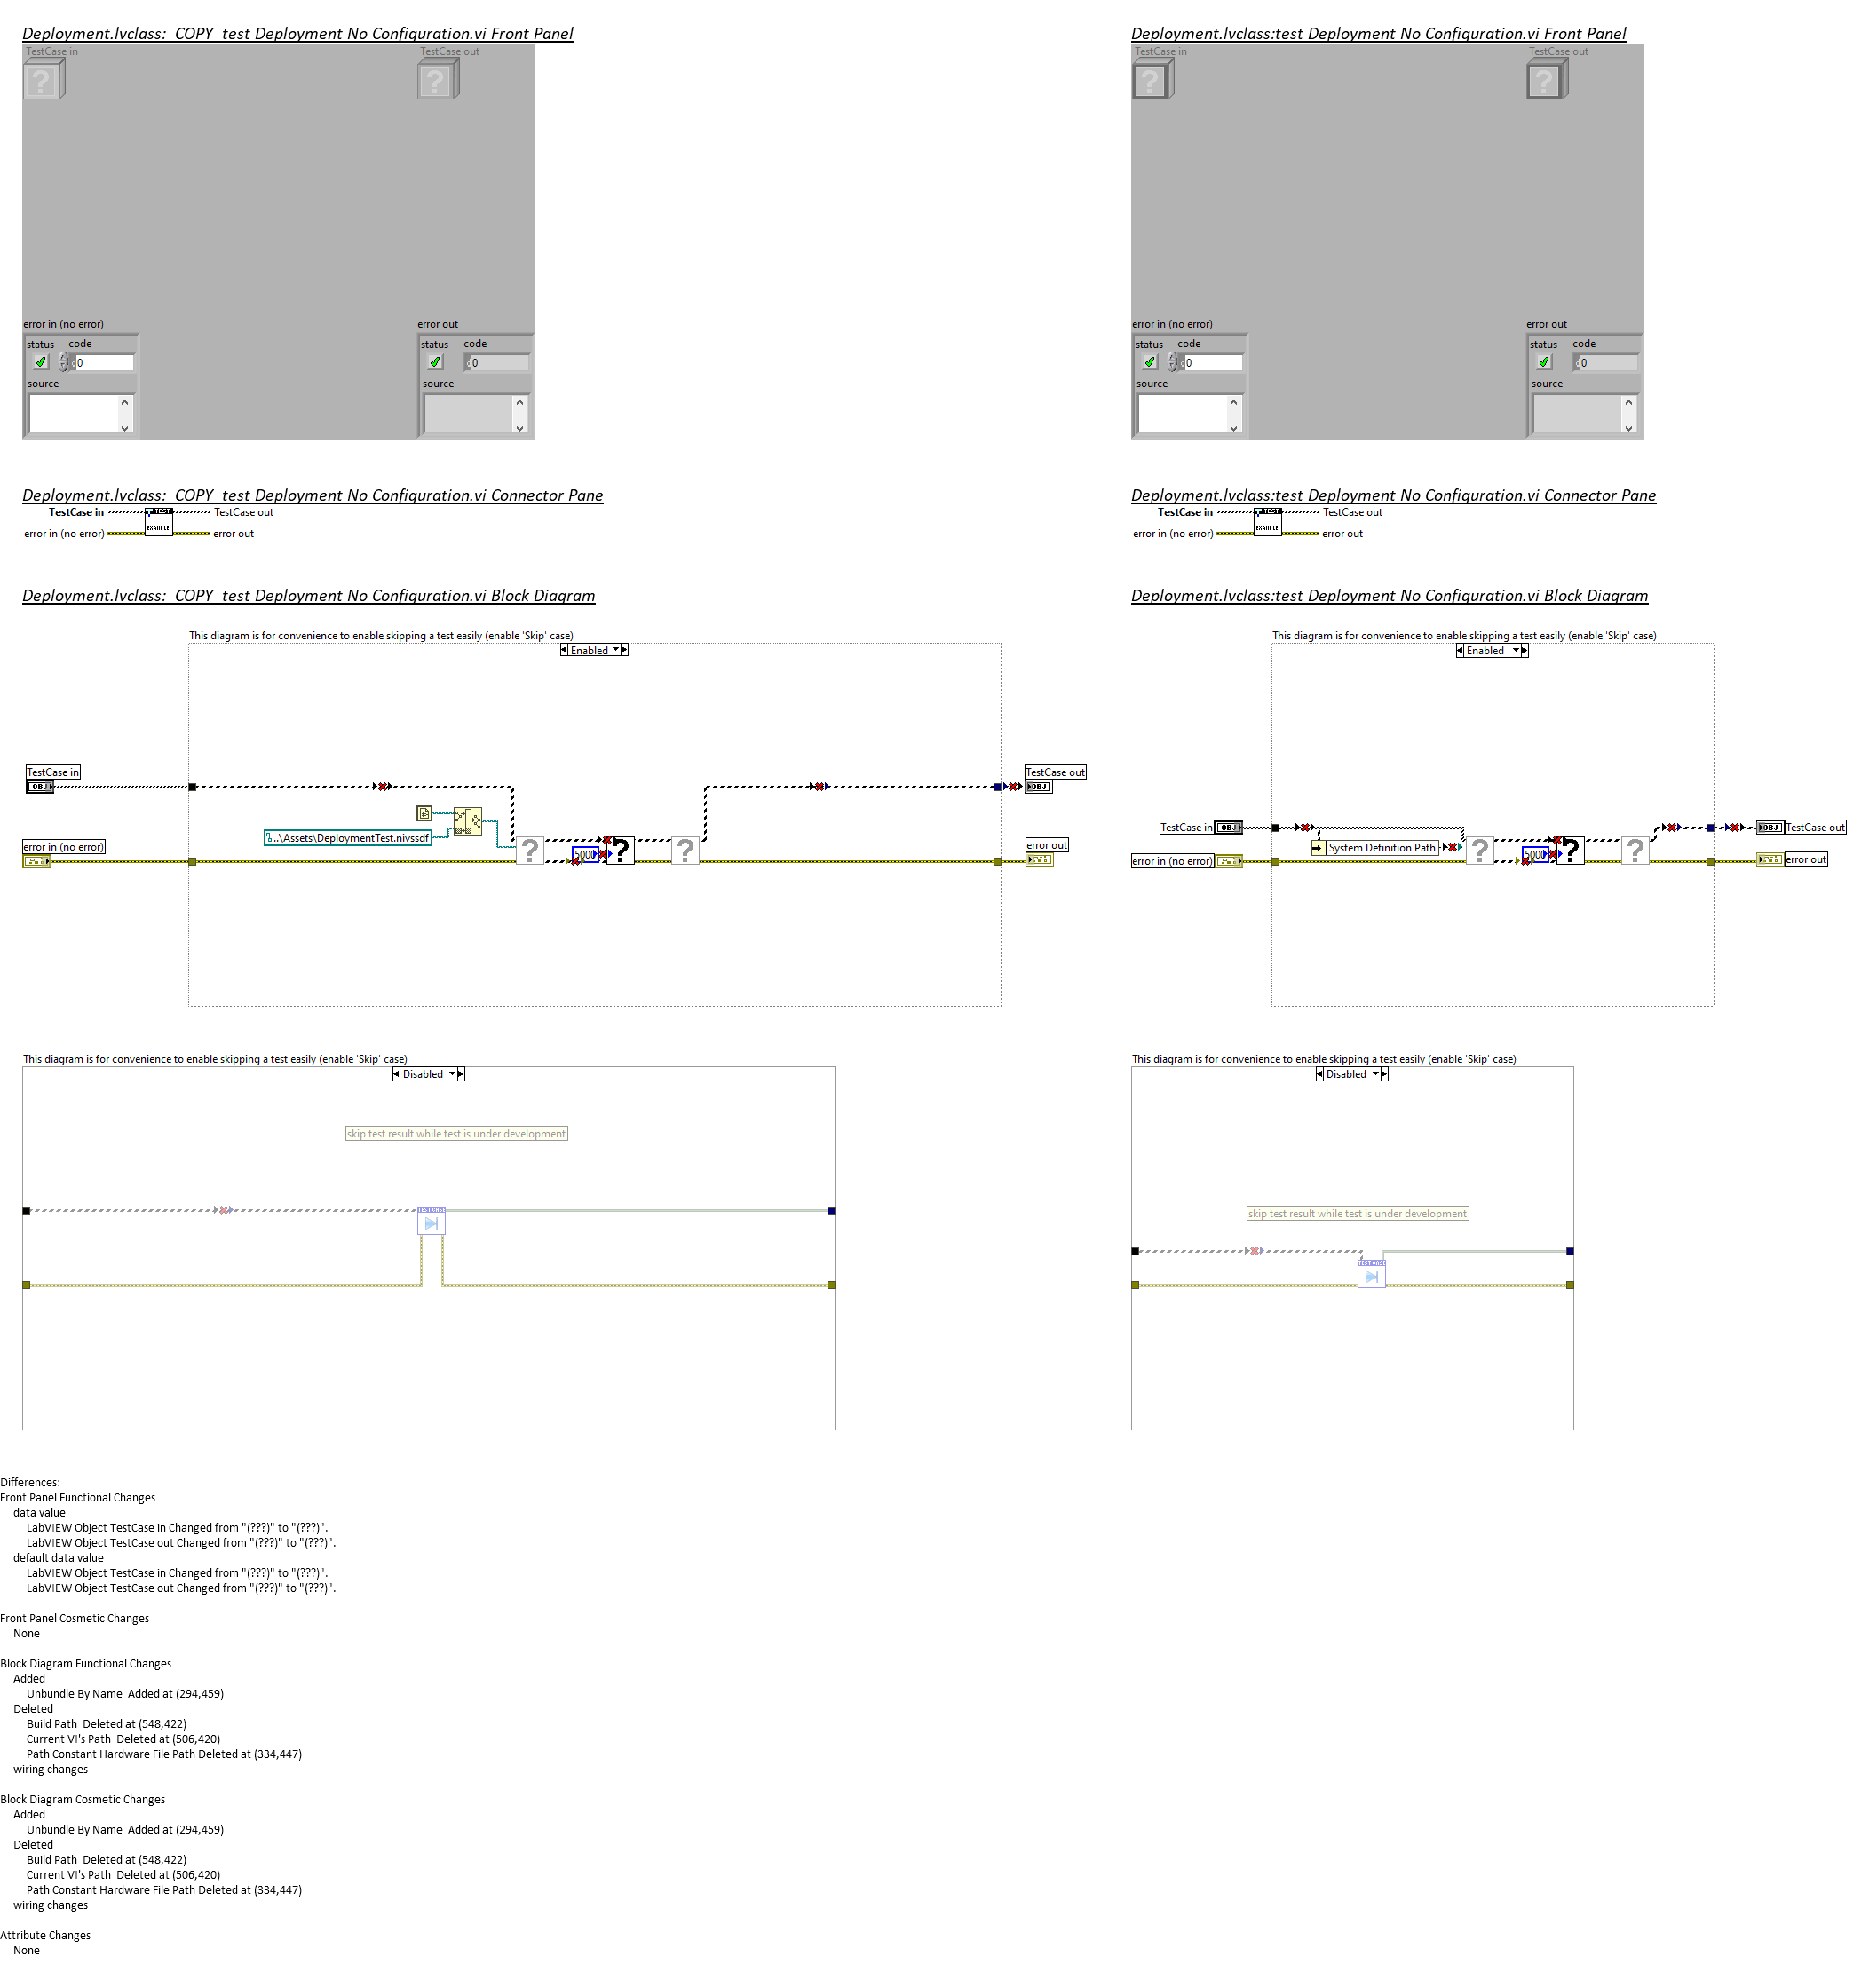 Deployment.lvclass:_COPY_test Deployment No Configuration.vi Front Panel
TestCase in
TestCase out
error in (no error)
status
code
0
source
error out
status
code
0
source
Deployment.lvclass:test Deployment No Configuration.vi Front Panel
TestCase in
TestCase out
error in (no error)
status
code
0
source
error out
status
code
0
source
Deployment.lvclass:_COPY_test Deployment No Configuration.vi Connector Pane
TestCase in
TestCase out
error in (no error)
error out
TEST
EXAMPLE
Deployment.lvclass:test Deployment No Configuration.vi Connector Pane
TestCase in
TestCase out
error in (no error)
error out
TEST
EXAMPLE
Deployment.lvclass:_COPY_test Deployment No Configuration.vi Block Diagram
This diagram is for convenience to enable skipping a test easily (enable 'Skip' case)
Enabled
TestCase in
OBJ
TestCase out
OBJ
..\Assets\DeploymentTest.nivssdf
error in (no error)
5000
error out
Deployment.lvclass:test Deployment No Configuration.vi Block Diagram
This diagram is for convenience to enable skipping a test easily (enable 'Skip' case)
Enabled
TestCase in
OBJ
OBJ
TestCase out
System Definition Path
error in (no error)
5000
error out
This diagram is for convenience to enable skipping a test easily (enable 'Skip' case)
Disabled
skip test result while test is under development
TEST CASE
This diagram is for convenience to enable skipping a test easily (enable 'Skip' case)
Disabled
skip test result while test is under development
TEST CASE
Differences:
Front Panel Functional Changes
data value
LabVIEW Object TestCase in Changed from "(???)" to "(???)".
LabVIEW Object TestCase out Changed from "(???)" to "(???)".
default data value
LabVIEW Object TestCase in Changed from "(???)" to "(???)".
LabVIEW Object TestCase out Changed from "(???)" to "(???)".
Front Panel Cosmetic Changes
None
Block Diagram Functional Changes
Added
Unbundle By Name  Added at (294,459)
Deleted
Build Path  Deleted at (548,422)
Current VI's Path  Deleted at (506,420)
Path Constant Hardware File Path Deleted at (334,447)
wiring changes
Block Diagram Cosmetic Changes
Added
Unbundle By Name  Added at (294,459)
Deleted
Build Path  Deleted at (548,422)
Current VI's Path  Deleted at (506,420)
Path Constant Hardware File Path Deleted at (334,447)
wiring changes
Attribute Changes
None